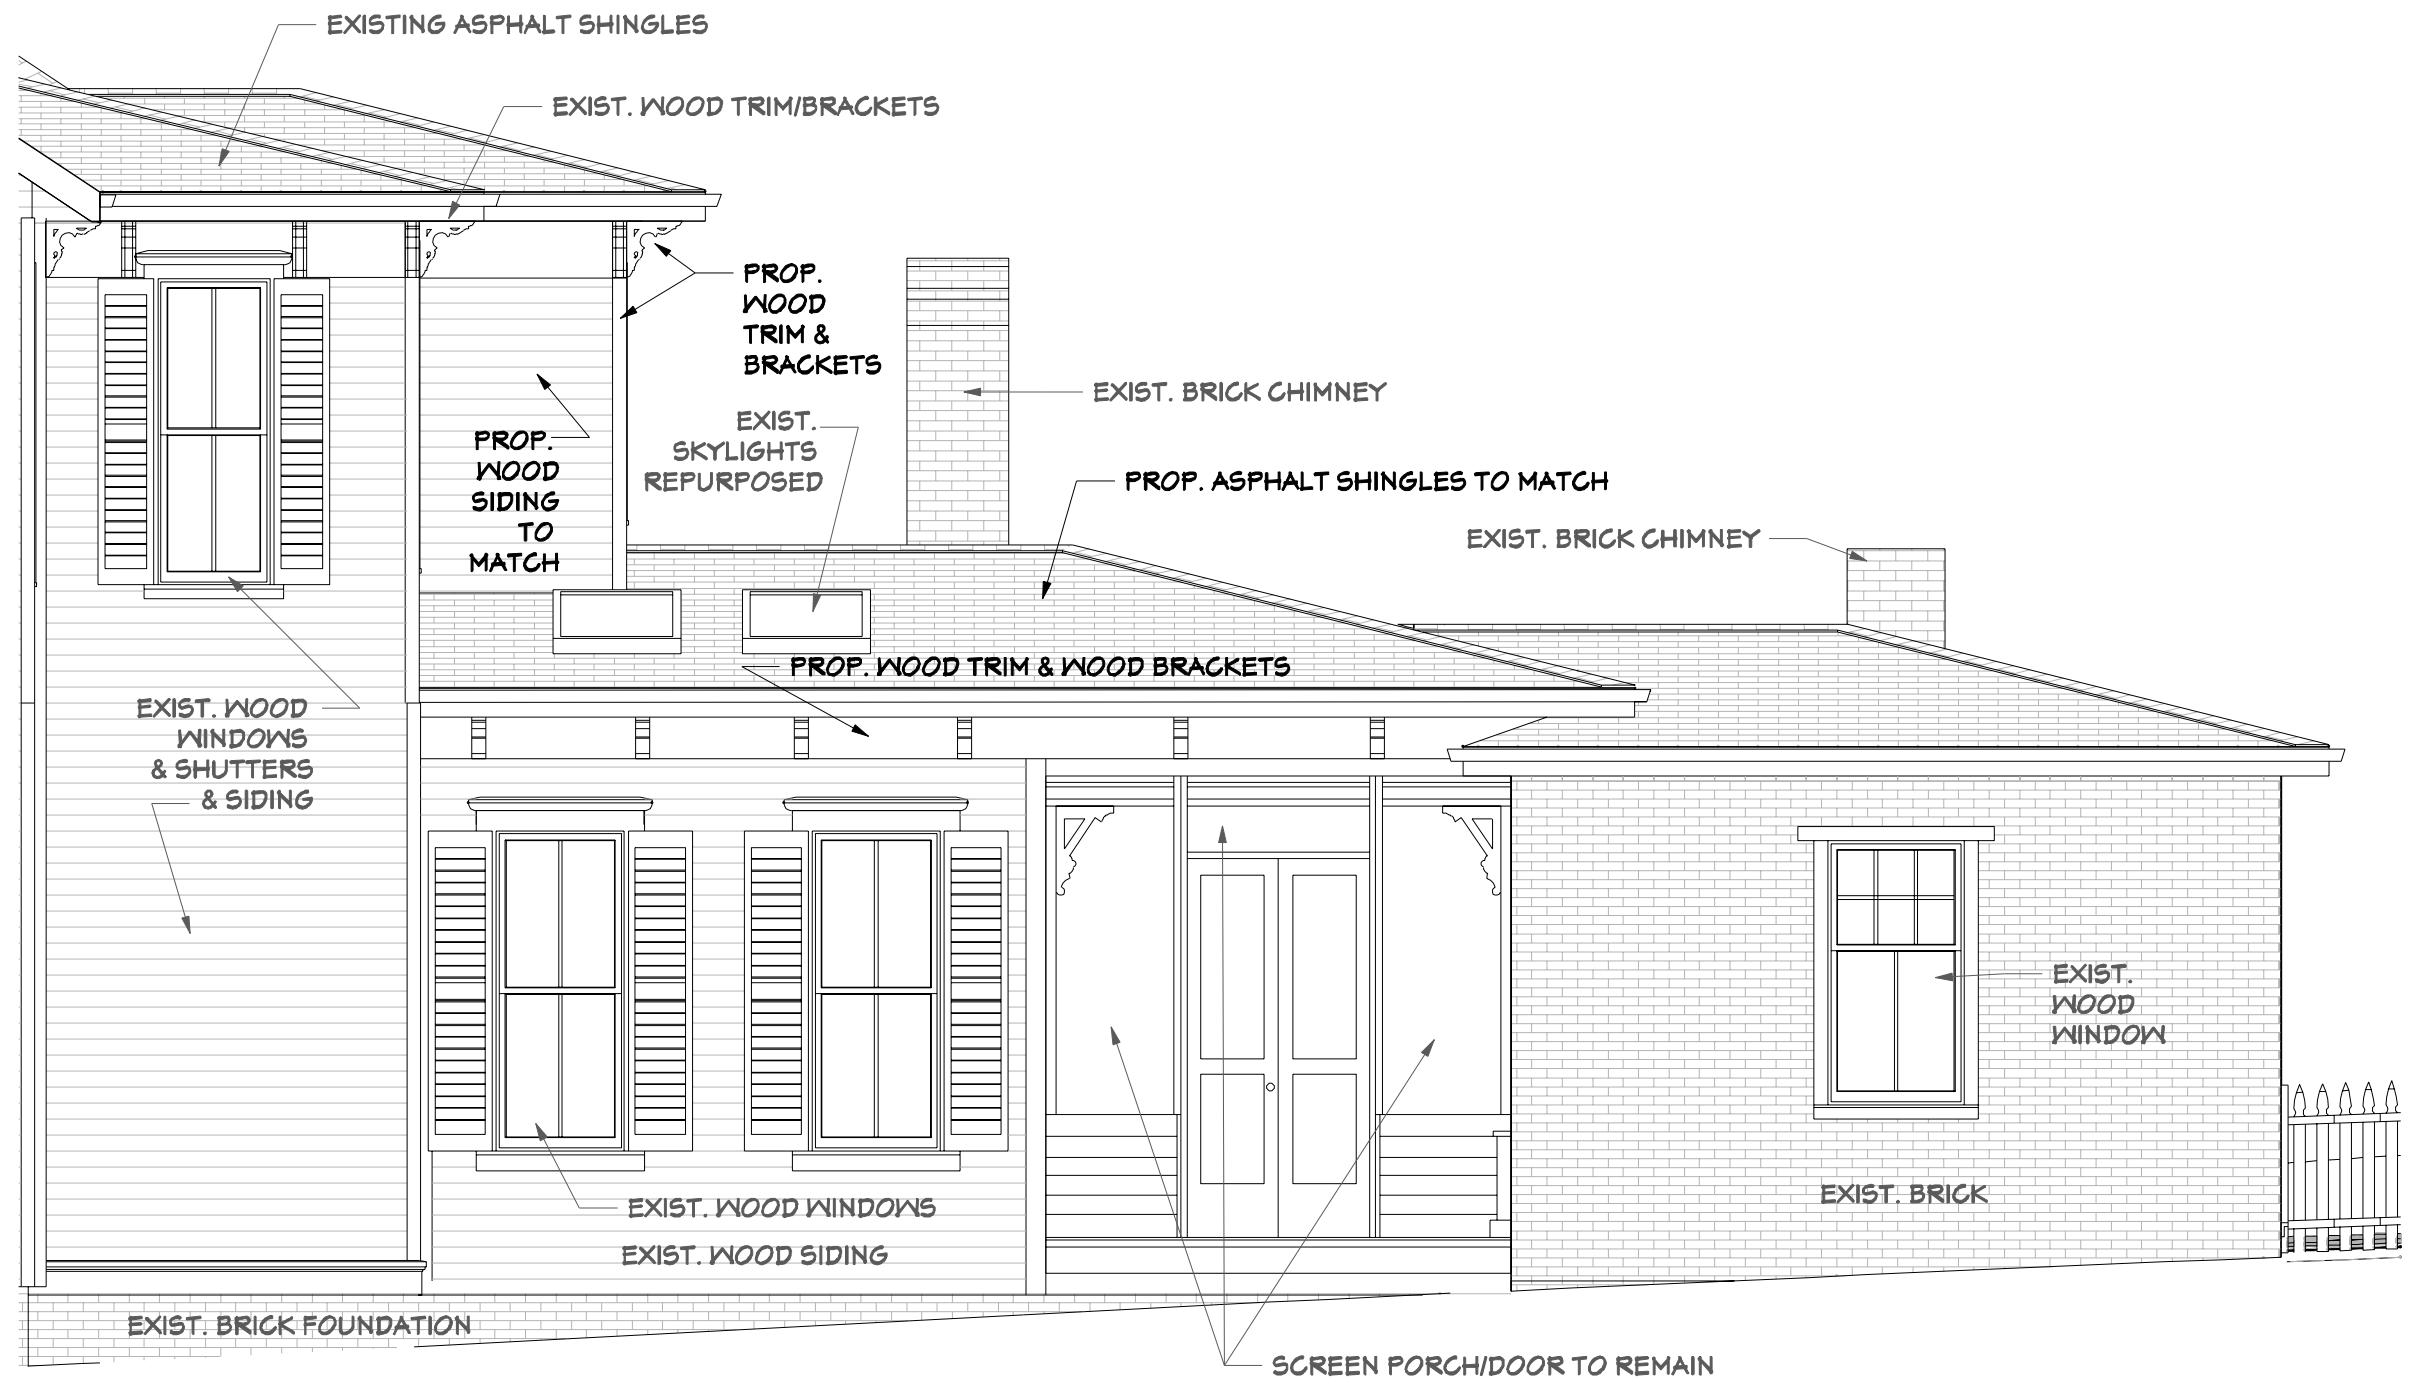 EXISTING ASPHALT SHINGLES
EXIST. WOOD TRIM/BRACKETS
PROP.
WOOD
TRIM &
BRACKETS
EXIST. BRICK CHIMNEY
EXIST.
SKYLIGHTS
REPURPOSED
PROP.
WOOD
SIDING
TO
MATCH
PROP. ASPHALT SHINGLES TO MATCH
EXIST. BRICK CHIMNEY
PROP. WOOD TRIM & WOOD BRACKETS
EXIST. WOOD
WINDOWS
& SHUTTERS
& SIDING
EXIST.
WOOD
WINDOW
EXIST. BRICK
EXIST. WOOD WINDOWS
EXIST. WOOD SIDING
EXIST. BRICK FOUNDATION
SCREEN PORCH/DOOR TO REMAIN